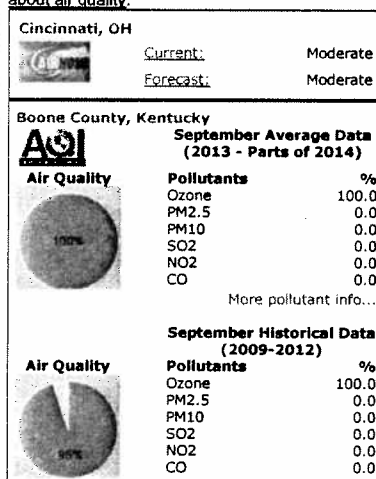 about air quality.
Cincinnati, OH
Current: Moderate
Forecast: Moderate
Boone County, Kentucky
AQI
September Average Data
(2013 - Parts of 2014)
Air Quality
Pollutants %
100%
Ozone 100.0
PM2.5 0.0
PM10 0.0
SO2 0.0
NO2 0.0
CO 0.0
More pollutant info...
September Historical Data
(2009-2012)
Air Quality
Pollutants %
95%
Ozone 100.0
PM2.5 0.0
PM10 0.0
SO2 0.0
NO2 0.0
CO 0.0